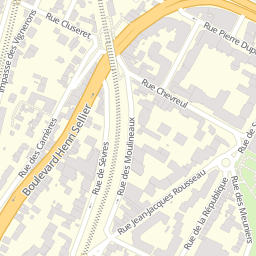 Impasse des Vignerons
Rue Cluseret
Rue Pierre Dup
Rue Chevreul
Rue des Carrières
Boulevard Henri Sellier
Rue de Sèvres
Rue des Moulineaux
Rue Jean-Jacques Rousseau
Rue de la République
Rue des Meuniers
Rue d